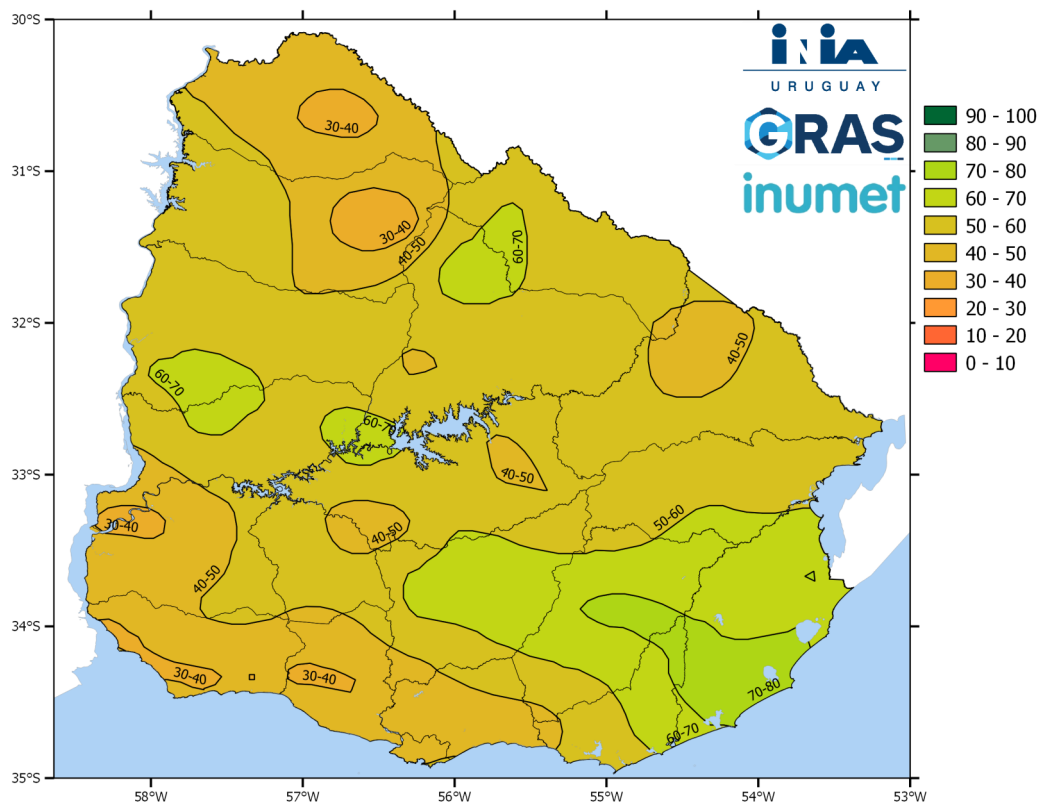 30°S
31°S
32°S
33°S
34°S
35°S
58°W
57°W
56°W
55°W
54°W
53°W
iNiA
URUGUAY
GRAS
inumet
90 - 100
80 - 90
70 - 80
60 - 70
50 - 60
40 - 50
30 - 40
20 - 30
10 - 20
0 - 10
30-40
30-40
40-50
60-70
40-50
60-70
60-70
40-50
30-40
40-50
40-50
50-60
30-40
30-40
70-80
60-70